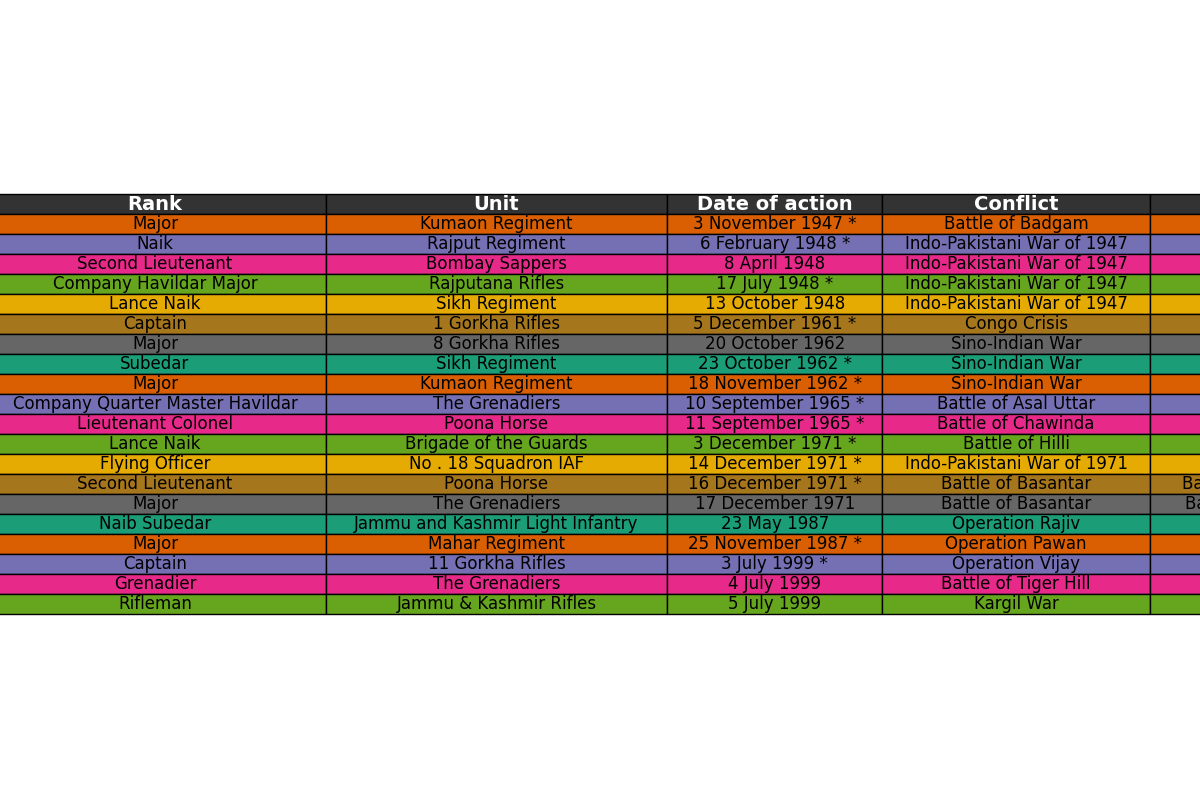 Rank Unit Date of action Conflict
Major Kumaon Regiment 3 November 1947 * Battle of Badgam
Naik Rajput Regiment 6 February 1948 * Indo-Pakistani War of 1947
Second Lieutenant Bombay Sappers 8 April 1948 Indo-Pakistani War of 1947
Company Havildar Major Rajputana Rifles 17 July 1948 * Indo-Pakistani War of 1947
Lance Naik Sikh Regiment 13 October 1948 Indo-Pakistani War of 1947
Captain 1 Gorkha Rifles 5 December 1961 * Congo Crisis
Major 8 Gorkha Rifles 20 October 1962 Sino-Indian War
Subedar Sikh Regiment 23 October 1962 * Sino-Indian War
Major Kumaon Regiment 18 November 1962 * Sino-Indian War
Company Quarter Master Havildar The Grenadiers 10 September 1965 * Battle of Asal Uttar
Lieutenant Colonel Poona Horse 11 September 1965 * Battle of Chawinda
Lance Naik Brigade of the Guards 3 December 1971 * Battle of Hilli
Flying Officer No . 18 Squadron IAF 14 December 1971 * Indo-Pakistani War of 1971
Second Lieutenant Poona Horse 16 December 1971 * Battle of Basantar
Major The Grenadiers 17 December 1971 Battle of Basantar
Naib Subedar Jammu and Kashmir Light Infantry 23 May 1987 Operation Rajiv
Major Mahar Regiment 25 November 1987 * Operation Pawan
Captain 11 Gorkha Rifles 3 July 1999 * Operation Vijay
Grenadier The Grenadiers 4 July 1999 Battle of Tiger Hill
Rifleman Jammu & Kashmir Rifles 5 July 1999 Kargil War